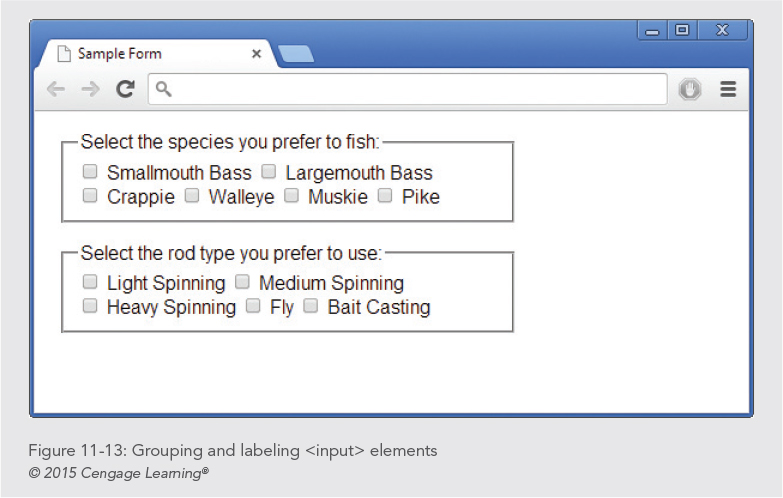 Sample Form
Select the species you prefer to fish:
Smallmouth Bass Largemouth Bass
Crappie Walleye Muskie Pike
Select the rod type you prefer to use:
Light Spinning Medium Spinning
Heavy Spinning Fly Bait Casting
Figure 11-13: Grouping and labeling <input> elements
© 2015 Cengage Learning®